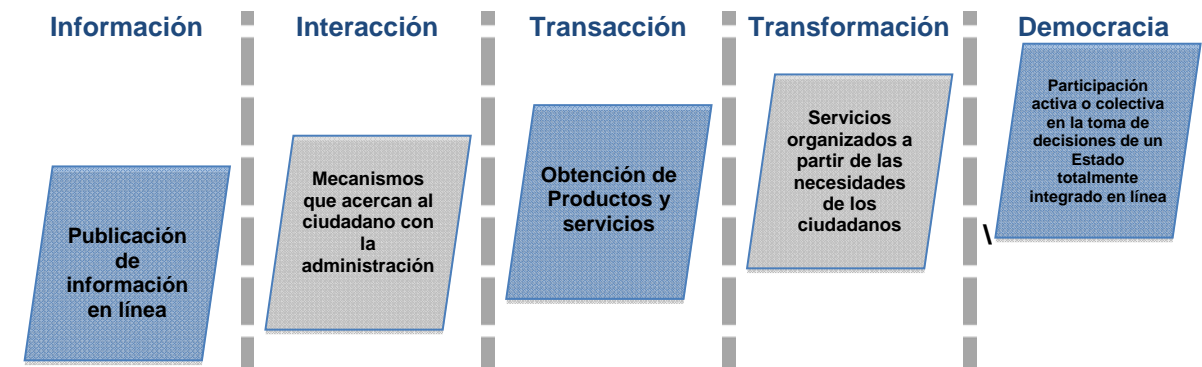 Información
Publicación
de
información
en línea
Interacción
Mecanismos
que acercan al
ciudadano con
la
administración
Transacción
Obtención de
Productos y
servicios
Transformación
Servicios
organizados a
partir de las
necesidades
de los
ciudadanos
Democracia
Participación
activa o colectiva
en la toma de
decisiones de un
Estado
totalmente
integrado en línea
\